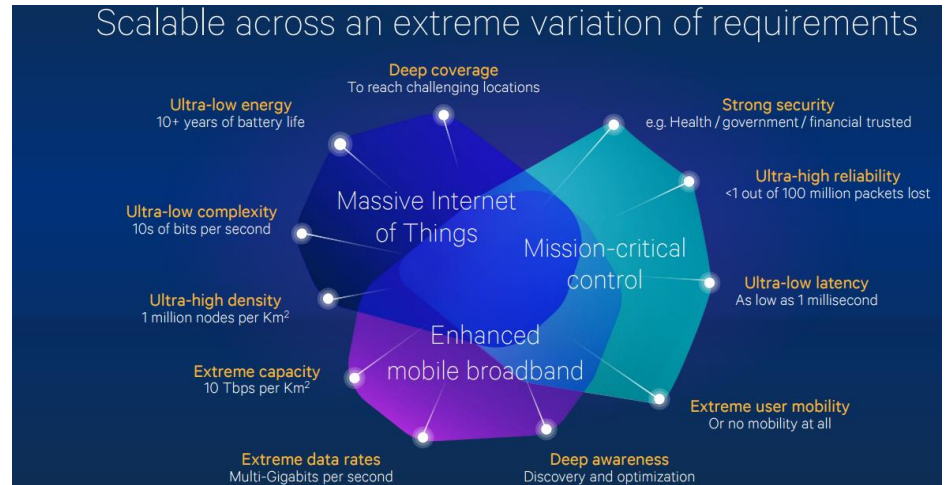 Scalable across an extreme variation of requirements
Deep coverage
To reach challenging locations
Ultra-low energy
10+ years of battery life
Strong security
e.g. Health / government / financial trusted
Ultra-high reliability
<1 out of 100 million packets lost
Massive Internet
of Things
Ultra-low complexity
10s of bits per second
Mission-critical
control
Ultra-low latency
As low as 1 millisecond
Ultra-high density
1 million nodes per Km²
Enhanced
mobile broadband
Extreme capacity
10 Tbps per Km²
Extreme user mobility
Or no mobility at all
Extreme data rates
Multi-Gigabits per second
Deep awareness
Discovery and optimization